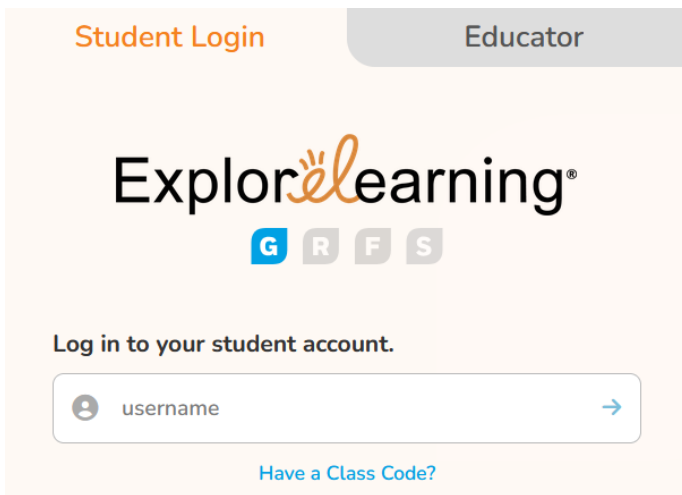 Student Login Educator
Explorelearning®
G R F S
Log in to your student account.
username
Have a Class Code?